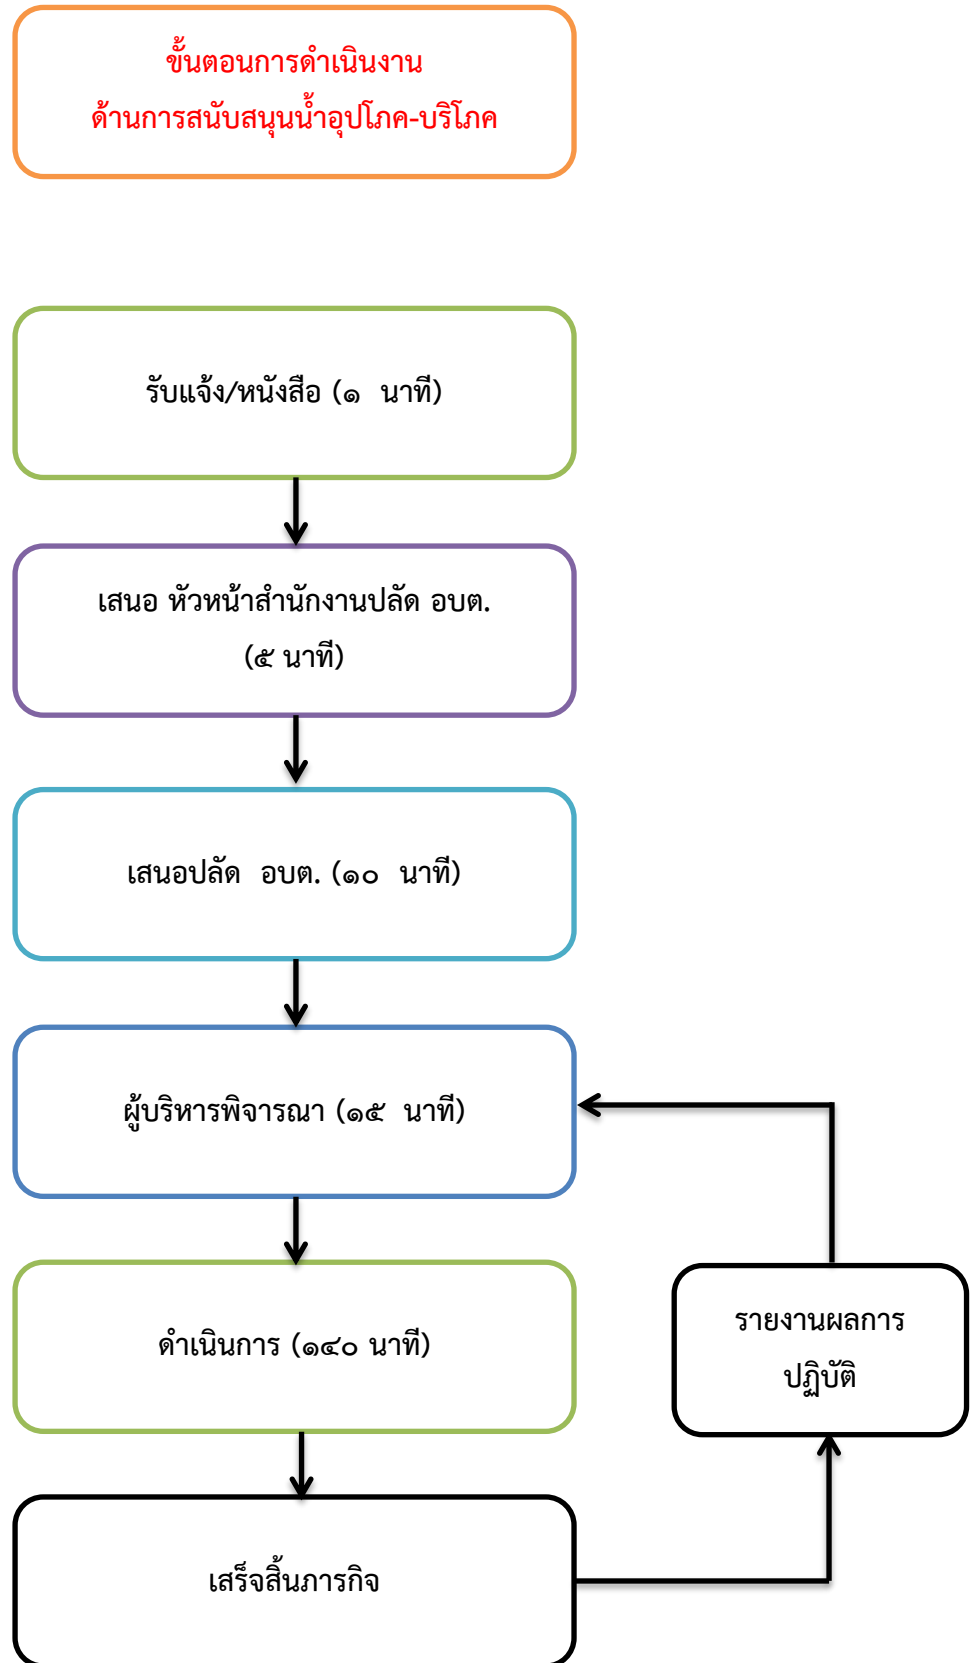 ขั้นตอนการดำเนินงาน
ด้านการสนับสนุนน้ำอุปโภค-บริโภค
รับแจ้ง/หนังสือ (๑ นาที)
เสนอ หัวหน้าสำนักงานปลัด อบต.
(๕ นาที)
เสนอปลัด อบต. (๑๐ นาที)
ผู้บริหารพิจารณา (๑๕ นาที)
ดำเนินการ (๑๔๐ นาที)
รายงานผลการ
ปฏิบัติ
เสร็จสิ้นภารกิจ